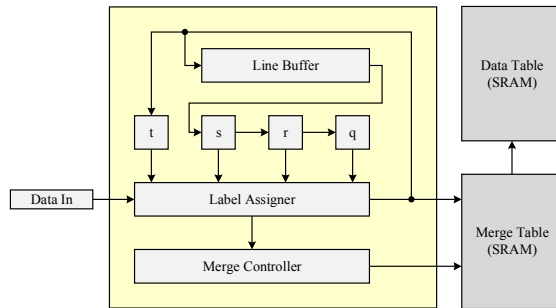 Line Buffer
Data Table
(SRAM)
t
s
r
q
Data In
Label Assigner
Merge Table
(SRAM)
Merge Controller